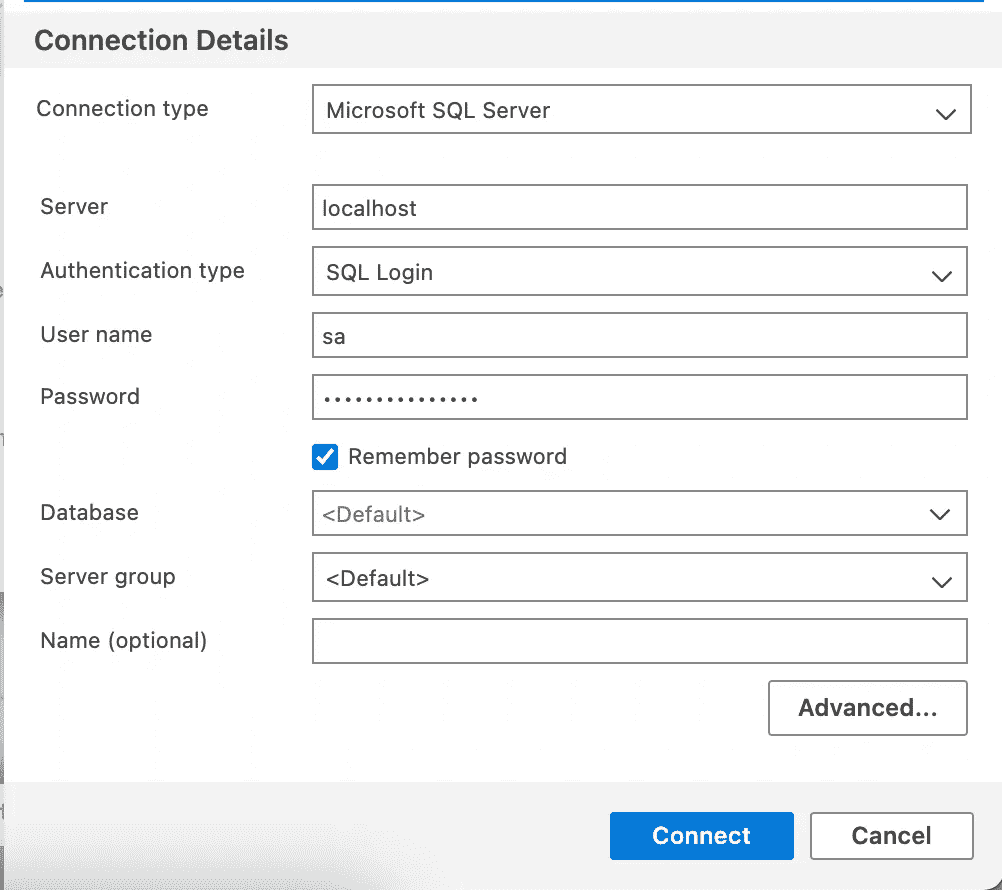 Connection Details
Connection type Microsoft SQL Server
Server localhost
Authentication type SQL Login
User name sa
Password •••••••••••••••
Remember password
Database <Default>
Server group <Default>
Name (optional)
Advanced...
Connect Cancel